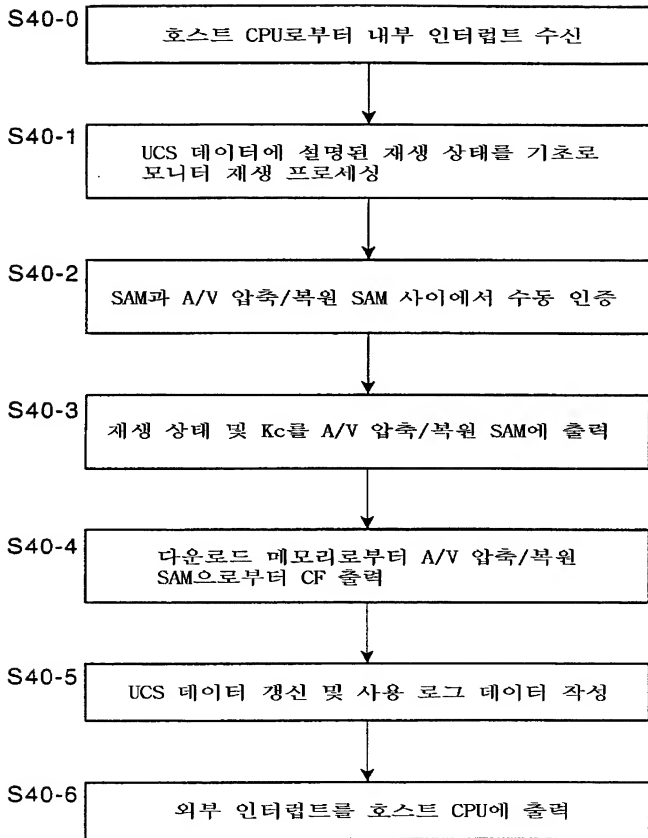 S40-0
호스트 CPU로부터 내부 인터럽트 수신
S40-1
UCS 데이터에 설명된 재생 상태를 기초로
모니터 재생 프로세싱
S40-2
SAM과 A/V 압축/복원 SAM 사이에서 수동 인증
S40-3
재생 상태 및 Kc를 A/V 압축/복원 SAM에 출력
S40-4
다운로드 메모리로부터 A/V 압축/복원
SAM으로부터 CF 출력
S40-5
UCS 데이터 갱신 및 사용 로그 데이터 작성
S40-6
외부 인터럽트를 호스트 CPU에 출력